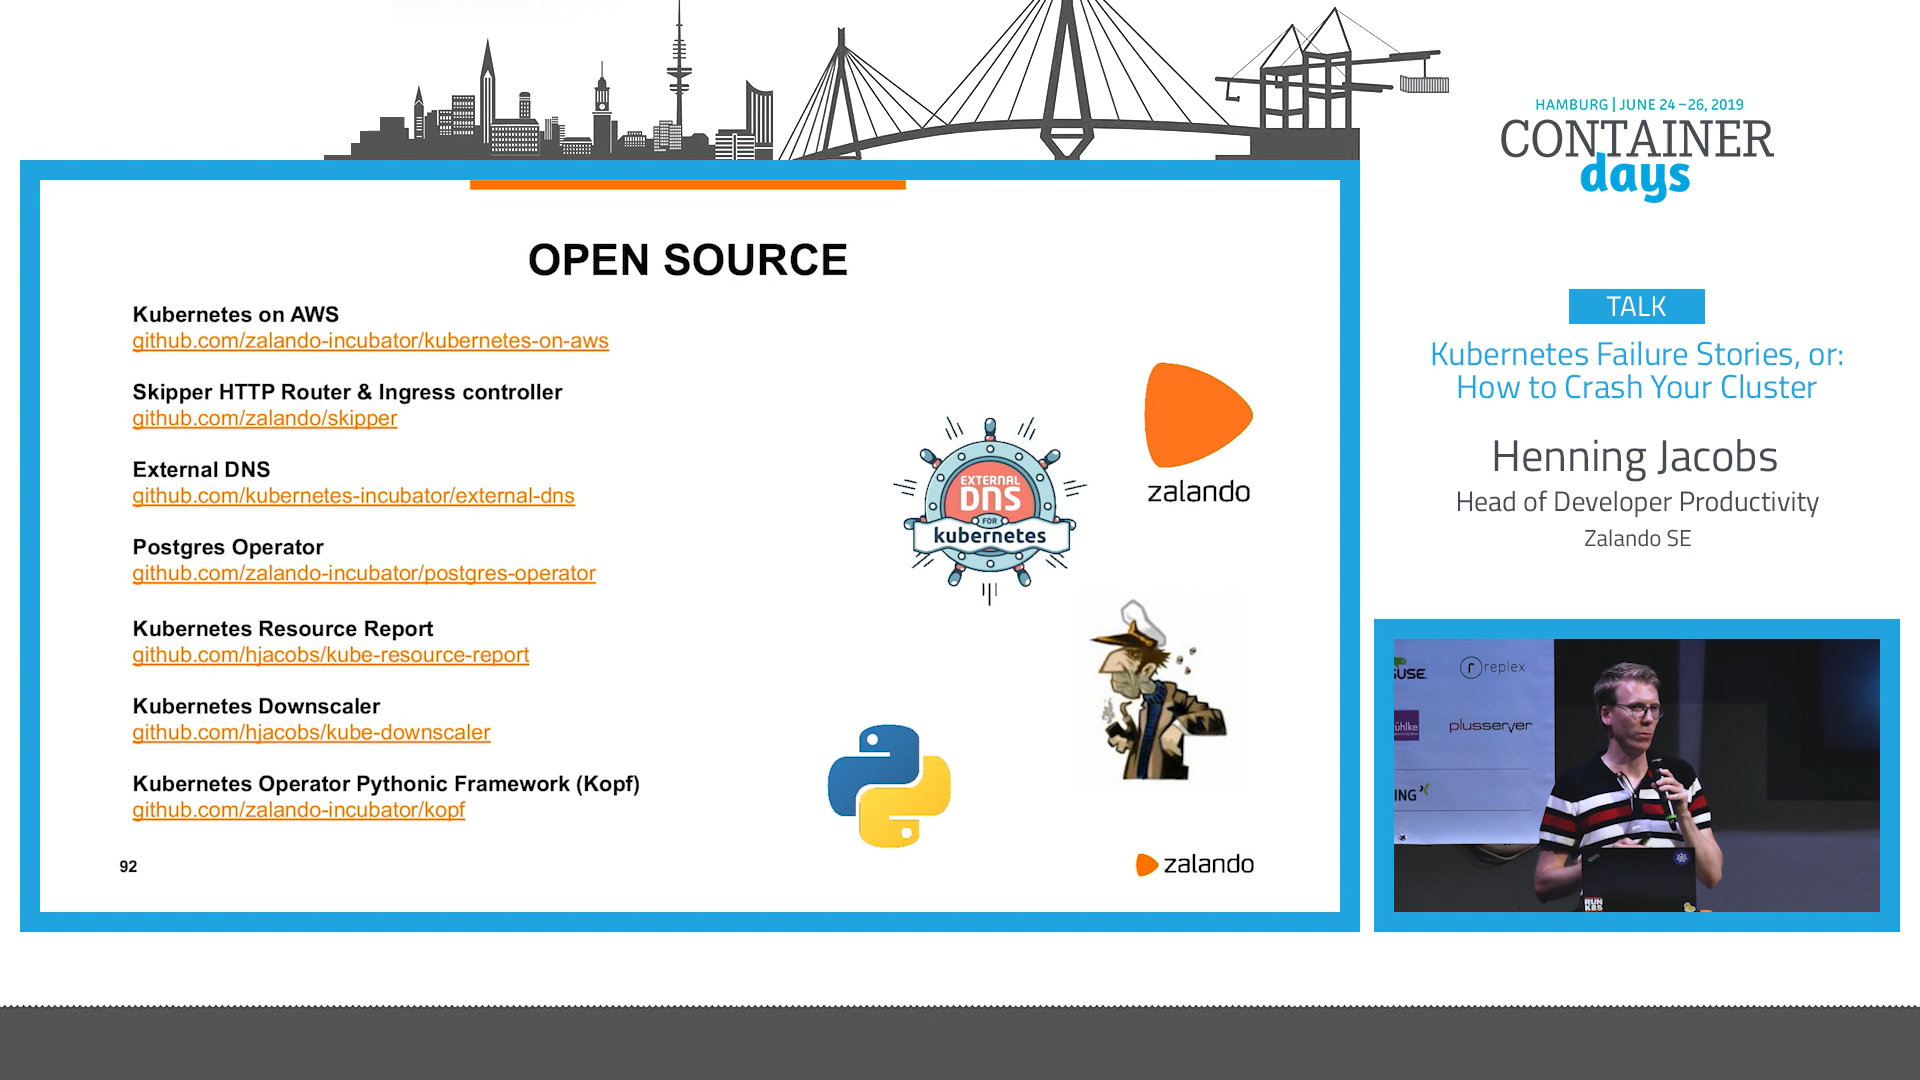 HAMBURG | JUNE 24 – 26, 2019
CONTAINER
days
OPEN SOURCE
Kubernetes on AWS
github.com/zalando-incubator/kubernetes-on-aws
Skipper HTTP Router & Ingress controller
github.com/zalando/skipper
External DNS
github.com/kubernetes-incubator/external-dns
Postgres Operator
github.com/zalando-incubator/postgres-operator
Kubernetes Resource Report
github.com/hjacobs/kube-resource-report
Kubernetes Downscaler
github.com/hjacobs/kube-downscaler
Kubernetes Operator Pythonic Framework (Kopf)
github.com/zalando-incubator/kopf
92
EXTERNAL
DNS
FOR
kubernetes
zalando
zalando
TALK
Kubernetes Failure Stories, or:
How to Crash Your Cluster
Henning Jacobs
Head of Developer Productivity
Zalando SE
USE
r replex
ühlke
plusserver
ING
RUN
K8S